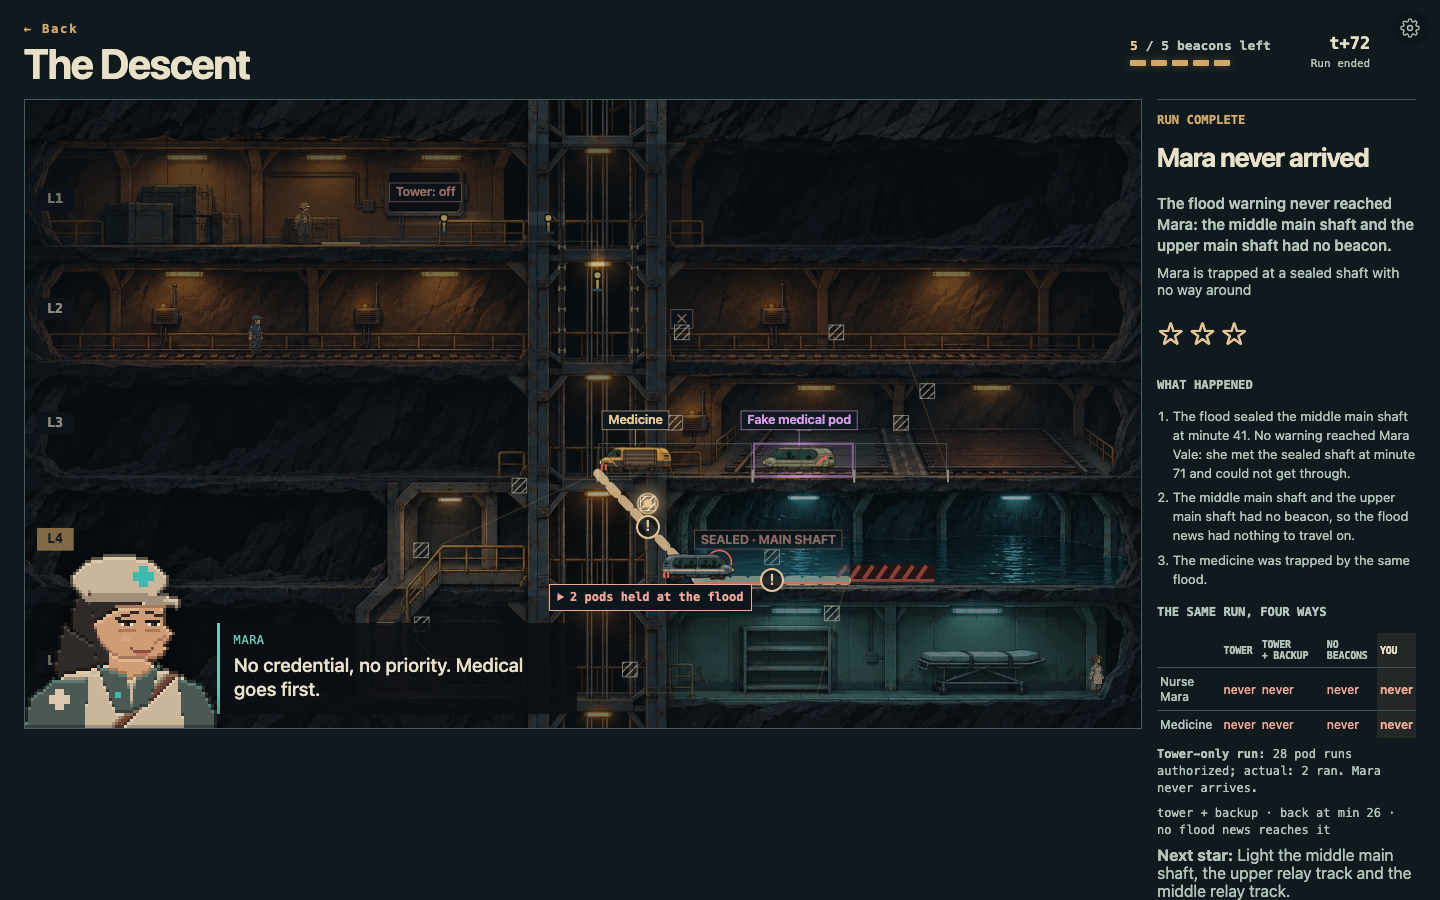 ← Back
The Descent
5 / 5 beacons left
t+72
Run ended
L1
Tower: off
L2
L3
Medicine
Fake medical pod
L4
SEALED · MAIN SHAFT
2 pods held at the flood
MARA
No credential, no priority. Medical
goes first.
RUN COMPLETE
Mara never arrived
The flood warning never reached
Mara: the middle main shaft and the
upper main shaft had no beacon.
Mara is trapped at a sealed shaft with
no way around
WHAT HAPPENED
1. The flood sealed the middle main shaft
at minute 41. No warning reached Mara
Vale: she met the sealed shaft at minute
71 and could not get through.
2. The middle main shaft and the upper
main shaft had no beacon, so the flood
news had nothing to travel on.
3. The medicine was trapped by the same
flood.
THE SAME RUN, FOUR WAYS
TOWER TOWER + BACKUP NO BEACONS YOU
Nurse Mara never never never never
Medicine never never never never
Tower-only run: 28 pod runs
authorized; actual: 2 ran. Mara
never arrives.
tower + backup · back at min 26 ·
no flood news reaches it
Next star: Light the middle main
shaft, the upper relay track and the
middle relay track.